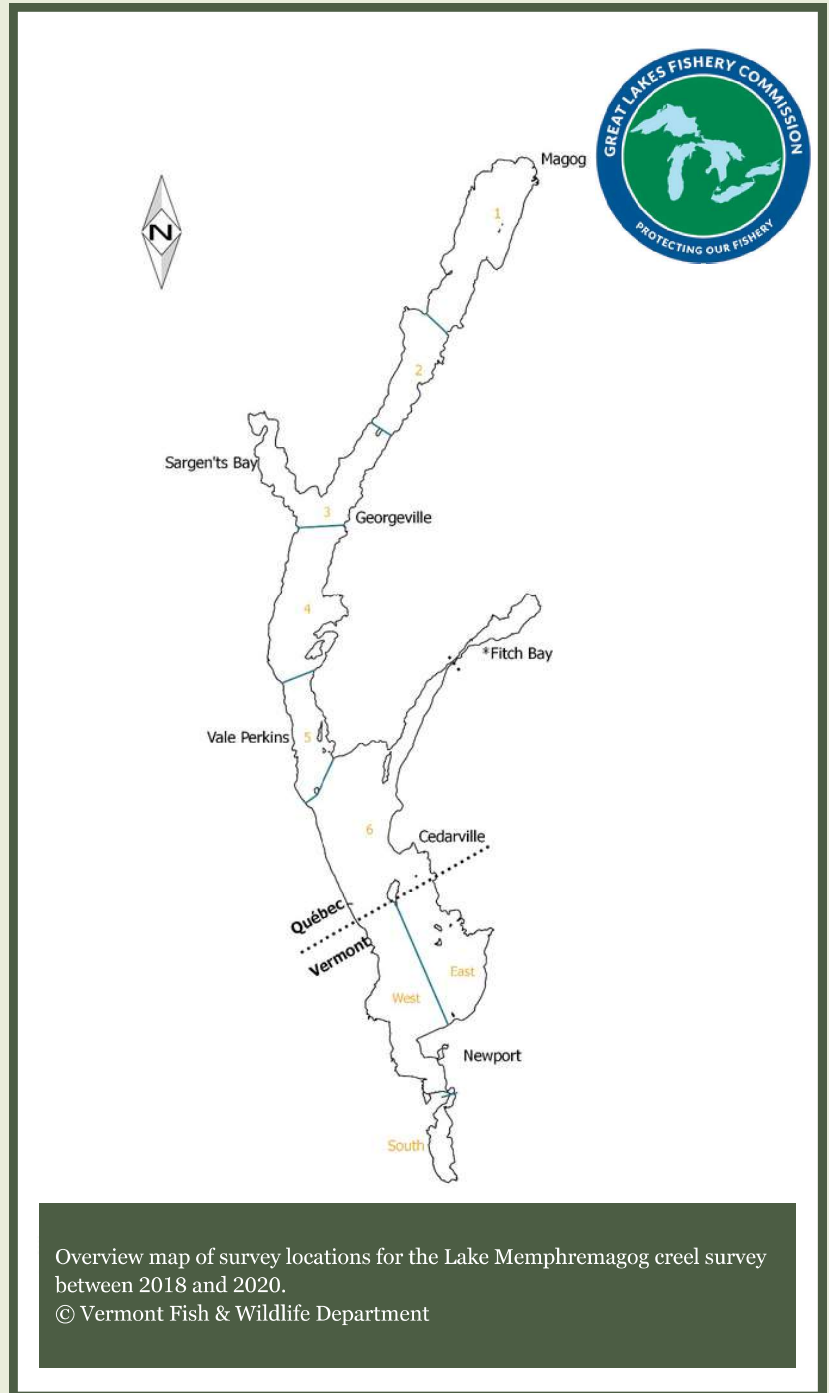 GREAT LAKES FISHERY COMMISSION
PROTECTING OUR FISHERY
Magog
N
1
2
Sargen'ts Bay
3
Georgeville
4
*Fitch Bay
Vale Perkins
5
6
Cedarville
Québec
Vermont
East
West
Newport
South
Overview map of survey locations for the Lake Memphremagog creel survey
between 2018 and 2020.
© Vermont Fish & Wildlife Department